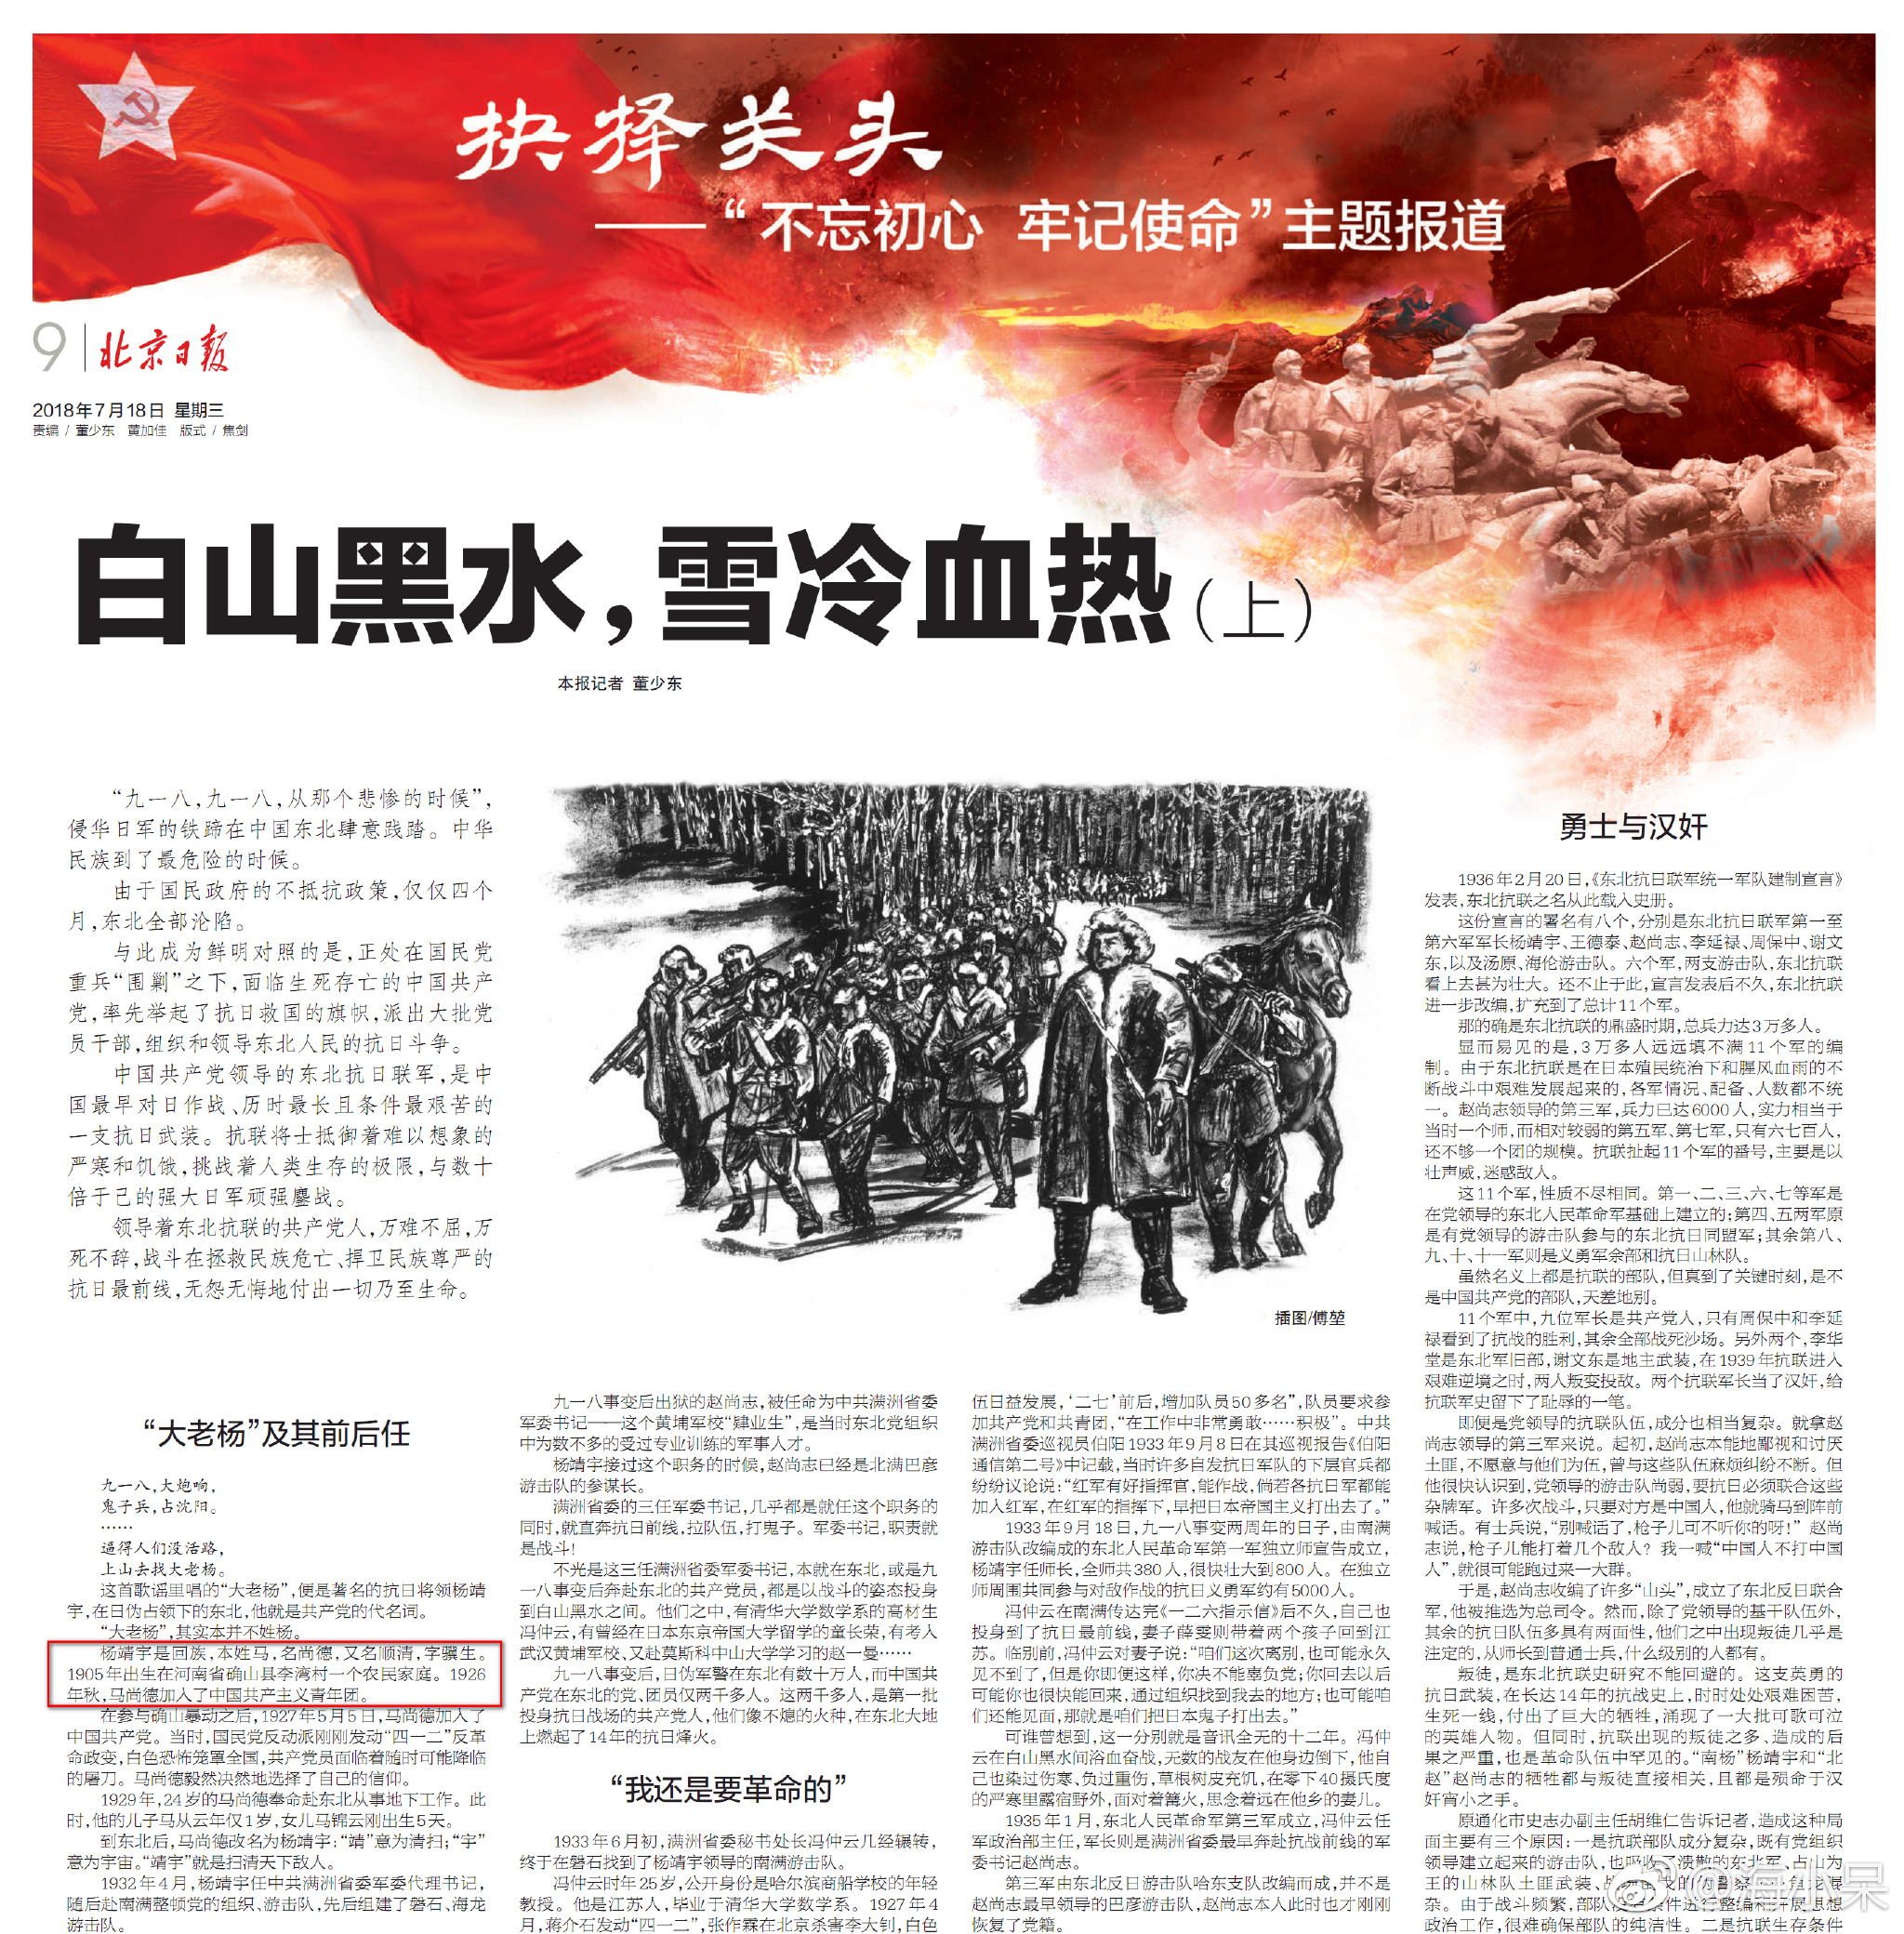 抉择关头
——“不忘初心 牢记使命”主题报道
9 北京日报
2018年7月18日 星期三
责编 / 董少东 黄加佳 版式 / 焦剑
白山黑水，雪冷血热（上）
本报记者 董少东
“九一八，九一八，从那个悲惨的时候”，
侵华日军的铁蹄在中国东北肆意践踏。中华
民族到了最危险的时候。
由于国民政府的不抵抗政策，仅仅四个
月，东北全部沦陷。
与此成为鲜明对照的是，正处在国民党
重兵“围剿”之下，面临生死存亡的中国共产
党，率先举起了抗日救国的旗帜，派出大批党
员干部，组织和领导东北人民的抗日斗争。
中国共产党领导的东北抗日联军，是中
国最早对日作战、历时最长且条件最艰苦的
一支抗日武装。抗联将士抵御着难以想象的
严寒和饥饿，挑战着人类生存的极限，与数十
倍于己的强大日军顽强鏖战。
领导着东北抗联的共产党人，万难不屈，万
死不辞，战斗在拯救民族危亡、捍卫民族尊严的
抗日最前线，无怨无悔地付出一切乃至生命。
插图/傅堃
“大老杨”及其前后任
九一八，大炮响，
鬼子兵，占沈阳。
……
逼得人们没活路，
上山去找大老杨。
这首歌谣里唱的“大老杨”，便是著名的抗日将领杨靖
宇，在日伪占领下的东北，他就是共产党的代名词。
“大老杨”，其实本并不姓杨。
杨靖宇是回族，本姓马，名尚德，又名顺清，字骥生。
1905年出生在河南省确山县李湾村一个农民家庭。1926
年秋，马尚德加入了中国共产主义青年团。
在参与确山暴动之后，1927年5月5日，马尚德加入了
中国共产党。当时，国民党反动派刚刚发动“四一二”反革
命政变，白色恐怖笼罩全国，共产党员面临着随时可能降临
的屠刀。马尚德毅然决然地选择了自己的信仰。
1929年，24岁的马尚德奉命赴东北从事地下工作。此
时，他的儿子马从云年仅1岁，女儿马锦云刚出生5天。
到东北后，马尚德改名为杨靖宇：“靖”意为清扫；“宇”
意为宇宙。“靖宇”就是扫清天下敌人。
1932年4月，杨靖宇任中共满洲省委军委代理书记，
随后赴南满整顿党的组织、游击队，先后组建了磐石、海龙
游击队。
九一八事变后出狱的赵尚志，被任命为中共满洲省委
军委书记——这个黄埔军校“肄业生”，是当时东北党组织
中为数不多的受过专业训练的军事人才。
杨靖宇接过这个职务的时候，赵尚志已经是北满巴彦
游击队的参谋长。
满洲省委的三任军委书记，几乎都是就任这个职务的
同时，就直奔抗日前线，拉队伍，打鬼子。军委书记，职责就
是战斗！
不光是这三任满洲省委军委书记，本就在东北，或是九
一八事变后奔赴东北的共产党员，都是以战斗的姿态投身
到白山黑水之间。他们之中，有清华大学数学系的高材生
冯仲云，有曾经在日本东京帝国大学留学的童长荣，有考入
武汉黄埔军校、又赴莫斯科中山大学学习的赵一曼……
九一八事变后，日伪军警在东北有数十万人，而中国共
产党在东北的党、团员仅两千多人。这两千多人，是第一批
投身抗日战场的共产党人，他们像不熄的火种，在东北大地
上燃起了14年的抗日烽火。
“我还是要革命的”
1933年6月初，满洲省委秘书处长冯仲云几经辗转，
终于在磐石找到了杨靖宇领导的南满游击队。
冯仲云时年25岁，公开身份是哈尔滨商船学校的年轻
教授。他是江苏人，毕业于清华大学数学系。1927年4
月，蒋介石发动“四一二”，张作霖在北京杀害李大钊，白色
伍日益发展，‘二七’前后，增加队员50多名”，队员要求参
加共产党和共青团，“在工作中非常勇敢……积极”。中共
满洲省委巡视员伯阳1933年9月8日在其巡视报告《伯阳
通信第二号》中记载，当时许多自发抗日军队的下层官兵都
纷纷议论说：“红军有好指挥官，能作战，倘若各抗日军都能
加入红军，在红军的指挥下，早把日本帝国主义打出去了。”
1933年9月18日，九一八事变两周年的日子，由南满
游击队改编成的东北人民革命军第一军独立师宣告成立，
杨靖宇任师长，全师共380人，很快壮大到800人。在独立
师周围共同参与对敌作战的抗日义勇军约有5000人。
冯仲云在南满传达完《一二六指示信》后不久，自己也
投身到了抗日最前线，妻子薛雯则带着两个孩子回到江
苏。临别前，冯仲云对妻子说：“咱们这次离别，也可能永久
见不到了，但是你即便这样，你决不能辜负党；你回去以后
可能你也很快能回来，通过组织找到我去的地方；也可能咱
们还能见面，那就是咱们把日本鬼子打出去。”
可谁曾想到，这一分别就是音讯全无的十二年。冯仲
云在白山黑水间浴血奋战，无数的战友在他身边倒下，他自
己也染过伤寒、负过重伤，草根树皮充饥，在零下40摄氏度
的严寒里露宿野外，面对着篝火，思念着远在他乡的妻儿。
1935年1月，东北人民革命军第三军成立，冯仲云任
军政治部主任，军长则是满洲省委最早奔赴抗战前线的军
委书记赵尚志。
第三军由东北反日游击队哈东支队改编而成，并不是
赵尚志最早领导的巴彦游击队，赵尚志本人此时也才刚刚
恢复了党籍。
勇士与汉奸
1936年2月20日，《东北抗日联军统一军队建制宣言》
发表，东北抗联之名从此载入史册。
这份宣言的署名有八个，分别是东北抗日联军第一至
第六军军长杨靖宇、王德泰、赵尚志、李延禄、周保中、谢文
东，以及汤原、海伦游击队。六个军，两支游击队，东北抗联
看上去甚为壮大。还不止于此，宣言发表后不久，东北抗联
进一步改编，扩充到了总计11个军。
那的确是东北抗联的鼎盛时期，总兵力达3万多人。
显而易见的是，3万多人远远填不满11个军的编
制。由于东北抗联是在日本殖民统治下和腥风血雨的不
断战斗中艰难发展起来的，各军情况、配备、人数都不统
一。赵尚志领导的第三军，兵力已达6000人，实力相当于
当时一个师，而相对较弱的第五军、第七军，只有六七百人，
还不够一个团的规模。抗联扯起11个军的番号，主要是以
壮声威，迷惑敌人。
这11个军，性质不尽相同。第一、二、三、六、七等军是
在党领导的东北人民革命军基础上建立的；第四、五两军原
是有党领导的游击队参与的东北抗日同盟军；其余第八、
九、十、十一军则是义勇军余部和抗日山林队。
虽然名义上都是抗联的部队，但真到了关键时刻，是不
是中国共产党的部队，天差地别。
11个军中，九位军长是共产党人，只有周保中和李延
禄看到了抗战的胜利，其余全部战死沙场。另外两个，李华
堂是东北军旧部，谢文东是地主武装，在1939年抗联进入
艰难逆境之时，两人叛变投敌。两个抗联军长当了汉奸，给
抗联军史留下了耻辱的一笔。
即便是党领导的抗联队伍，成分也相当复杂。就拿赵
尚志领导的第三军来说。起初，赵尚志本能地鄙视和讨厌
土匪，不愿意与他们为伍，曾与这些队伍麻烦纠纷不断。但
他很快认识到，党领导的游击队尚弱，要抗日必须联合这些
杂牌军。许多次战斗，只要对方是中国人，他就骑马到阵前
喊话。有士兵说，“别喊话了，枪子儿可不听你的呀！”赵尚
志说，枪子儿能打着几个敌人？我一喊“中国人不打中国
人”，就很可能跑过来一大群。
于是，赵尚志收编了许多“山头”，成立了东北反日联合
军，他被推选为总司令。然而，除了党领导的基干队伍外，
其余的抗日队伍多具有两面性，他们之中出现叛徒几乎是
注定的，从师长到普通士兵，什么级别的人都有。
叛徒，是东北抗联史研究不能回避的。这支英勇的
抗日武装，在长达14年的抗战史上，时时处处艰难困苦，
生死一线，付出了巨大的牺牲，涌现了一大批可歌可泣
的英雄人物。但同时，抗联出现的叛徒之多、造成的后
果之严重，也是革命队伍中罕见的。“南杨”杨靖宇和“北
赵”赵尚志的牺牲都与叛徒直接相关，且都是殒命于汉
奸宵小之手。
原通化市史志办副主任胡维仁告诉记者，造成这种局
面主要有三个原因：一是抗联部队成分复杂，既有党组织
领导建立起来的游击队，也吸收了溃散的东北军、占山为
王的山林队土匪武装、
杂。由于战斗频繁，部队
政治工作，很难确保部队的纯洁性。二是抗联生存条件
@海小呆